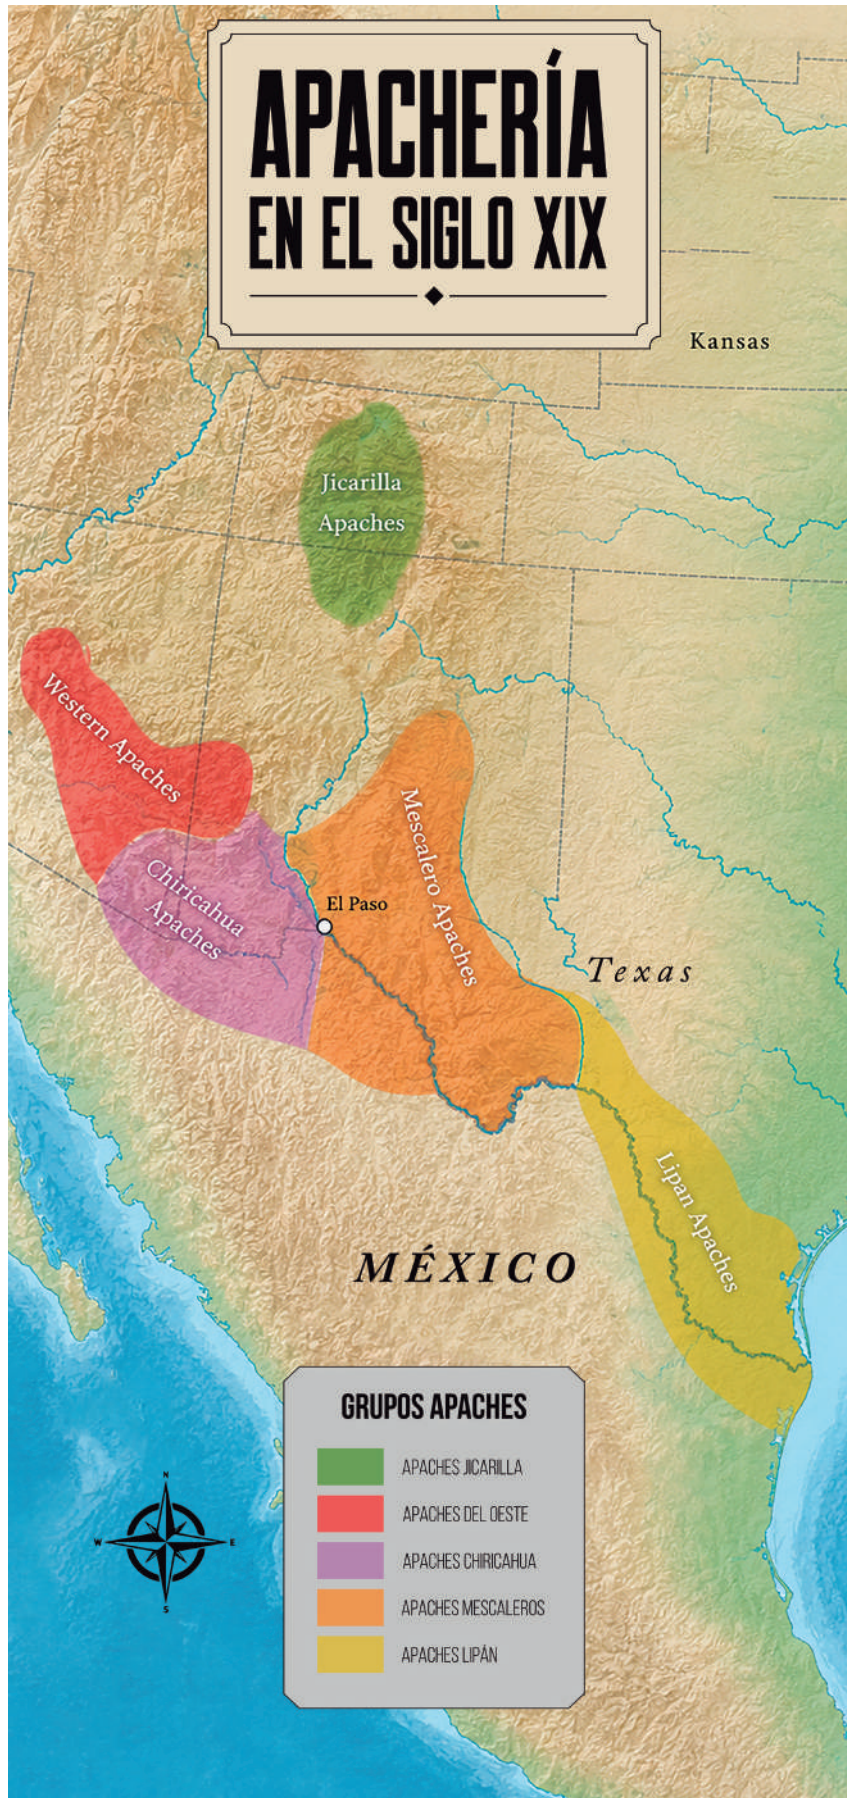 APACHERÍA
EN EL SIGLO XIX
Kansas
Jicarilla
Apaches
Western Apaches
Chiricahua
Apaches
Mescalero Apaches
El Paso
Texas
Lipan Apaches
MÉXICO
GRUPOS APACHES
APACHES JICARILLA
APACHES DEL OESTE
APACHES CHIRICAHUA
APACHES MESCALEROS
APACHES LIPÁN
N
W
E
S